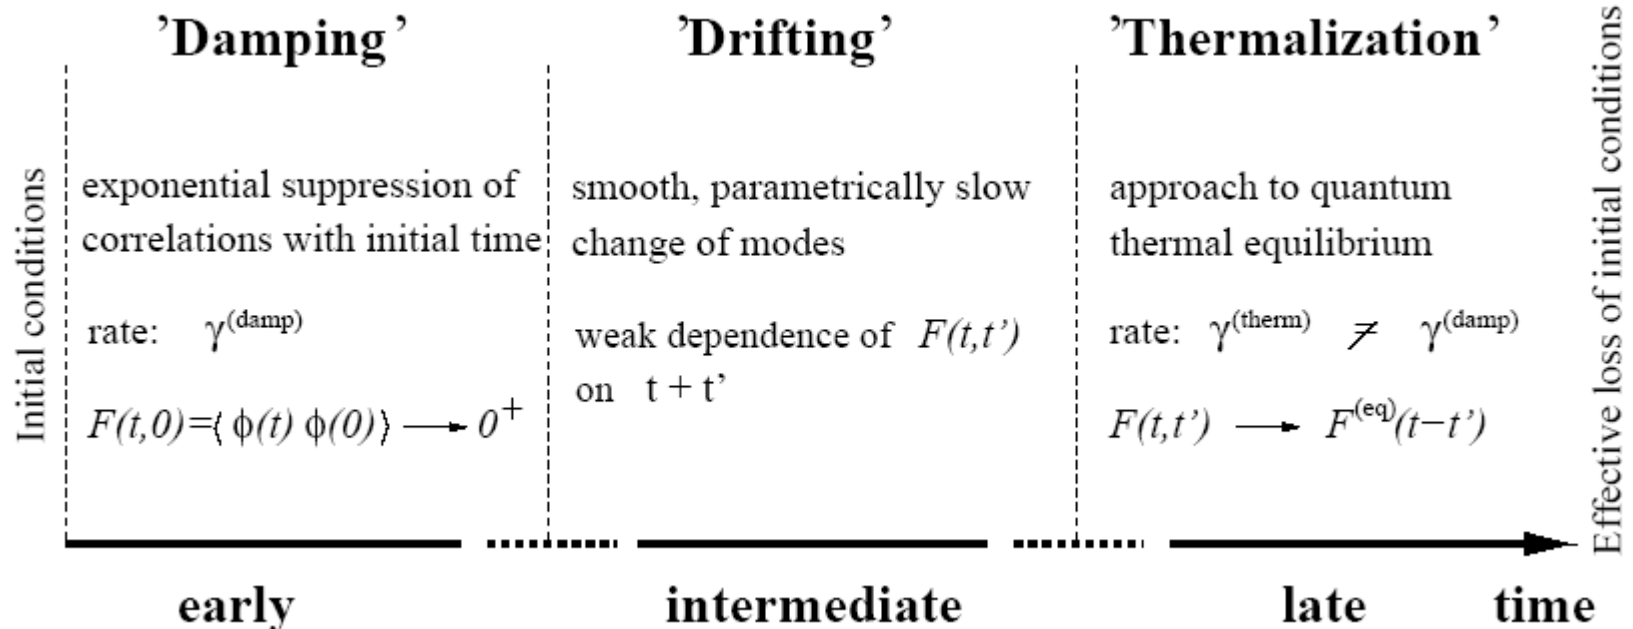 ’Damping’
’Drifting’
’Thermalization’
Initial conditions
exponential suppression of
correlations with initial time
rate: γ(damp)
F(t,0)=⟨ϕ(t) ϕ(0)⟩ → 0+
smooth, parametrically slow
change of modes
weak dependence of F(t,t’)
on t + t’
approach to quantum
thermal equilibrium
rate: γ(therm) ≠ γ(damp)
F(t,t’) → F(eq)(t−t’)
Effective loss of initial conditions
early
intermediate
late
time